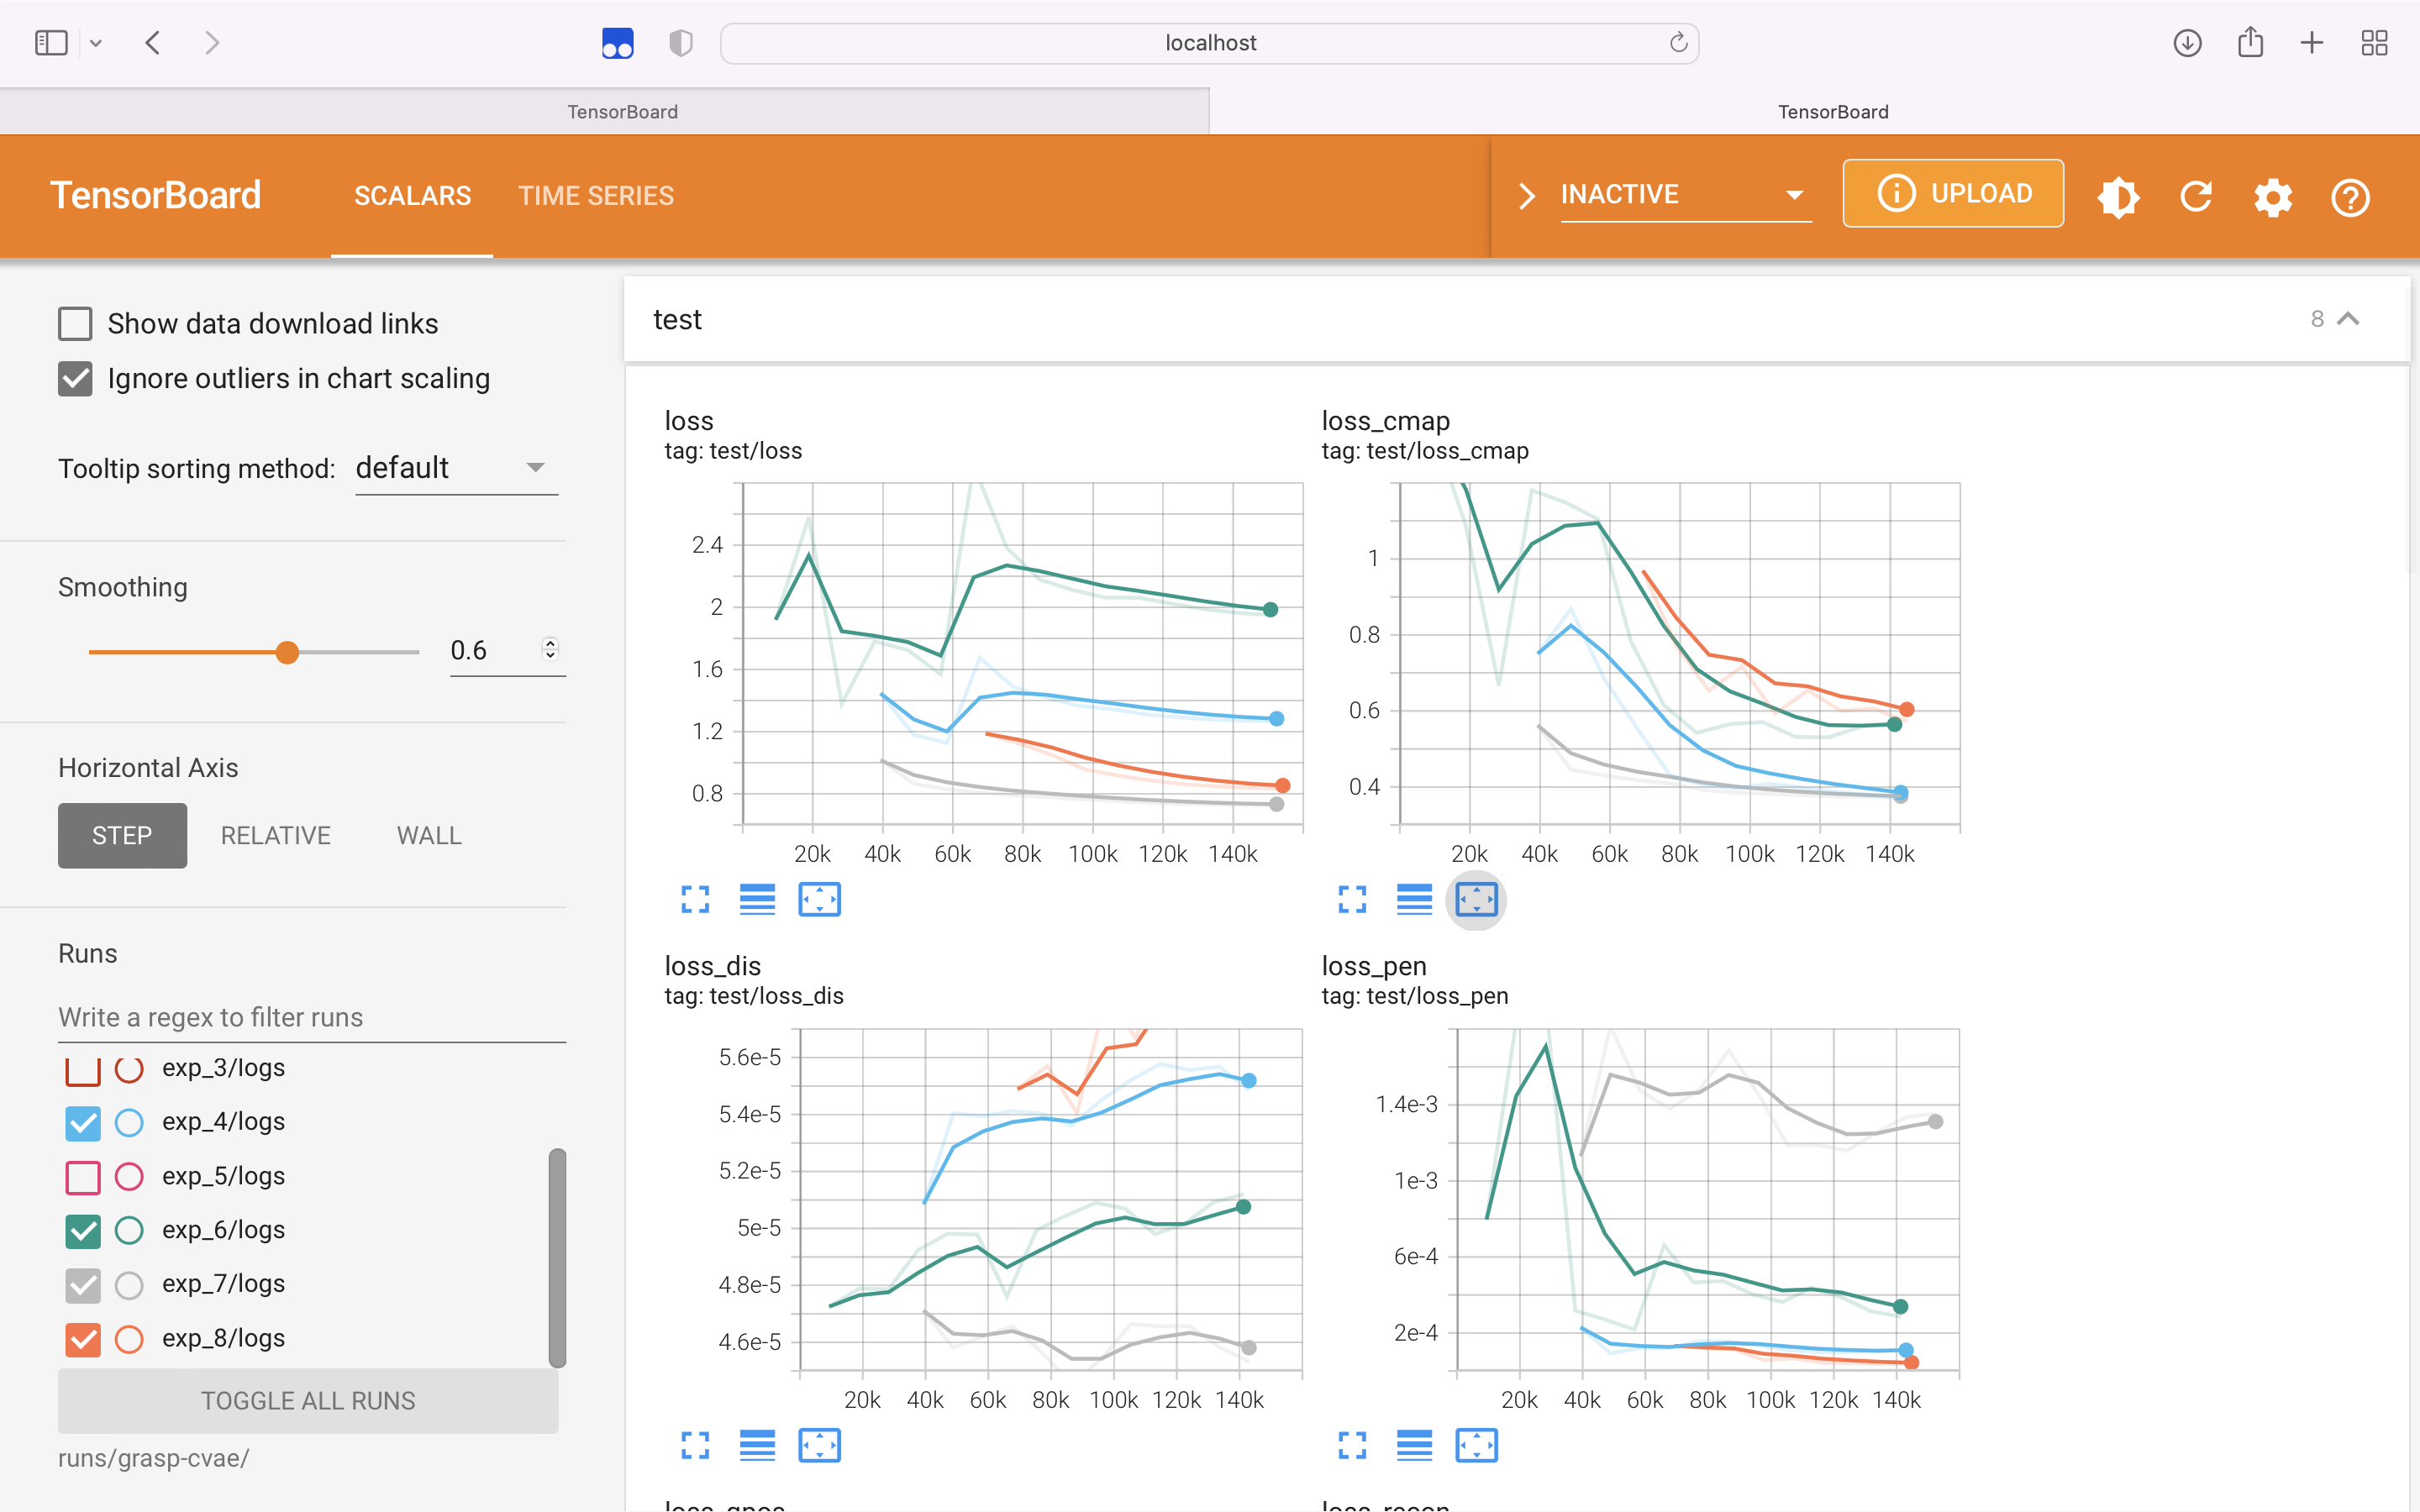 localhost
TensorBoard
TensorBoard
TensorBoard
SCALARS
TIME SERIES
INACTIVE
UPLOAD
Show data download links
Ignore outliers in chart scaling
Tooltip sorting method: default
Smoothing
0.6
Horizontal Axis
STEP
RELATIVE
WALL
Runs
Write a regex to filter runs
exp_3/logs
exp_4/logs
exp_5/logs
exp_6/logs
exp_7/logs
exp_8/logs
TOGGLE ALL RUNS
runs/grasp-cvae/
test
8
loss
tag: test/loss
2.4
2
1.6
1.2
0.8
20k 40k 60k 80k 100k 120k 140k
loss_cmap
tag: test/loss_cmap
1
0.8
0.6
0.4
20k 40k 60k 80k 100k 120k 140k
loss_dis
tag: test/loss_dis
5.6e-5
5.4e-5
5.2e-5
5e-5
4.8e-5
4.6e-5
20k 40k 60k 80k 100k 120k 140k
loss_pen
tag: test/loss_pen
1.4e-3
1e-3
6e-4
2e-4
20k 40k 60k 80k 100k 120k 140k